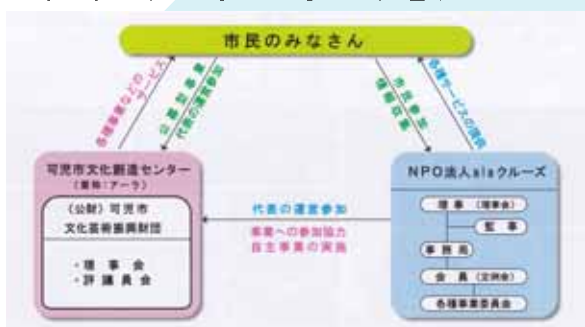 市民のみなさん
各種事業などの
サービス
公募型事業
代表の運営参加
市民参加
情報収集
各種サービスの提供
可児市文化創造センター
(愛称:アーラ)
(公財)可児市
文化芸術振興財団
・理事会
・評議員会
代表の運営参加
事業への参加協力
自主事業の実施
NPO法人alaクルーズ
理事(理事会)
監事
事務局
会員(定例会)
各種事業委員会